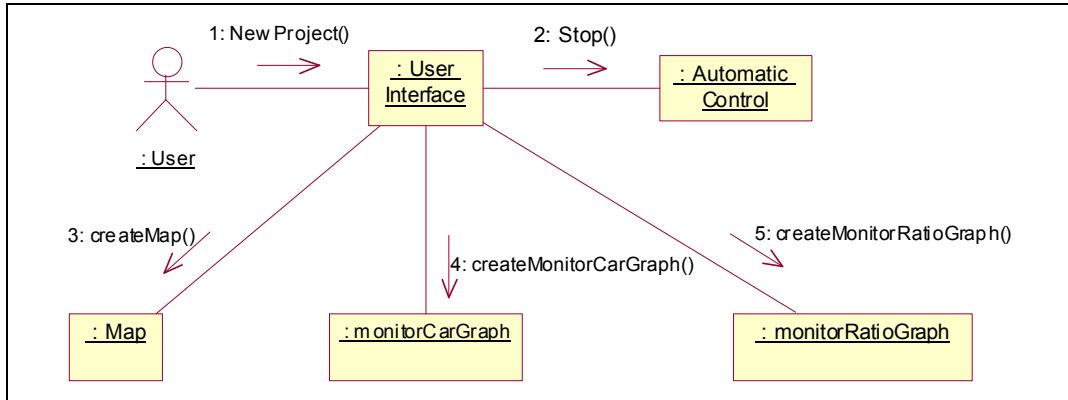 1: New Project()
2: Stop()
: User
Interface
: Automatic
Control
: User
3: createMap()
4: createMonitorCarGraph()
5: createMonitorRatioGraph()
: Map
: monitorCarGraph
: monitorRatioGraph